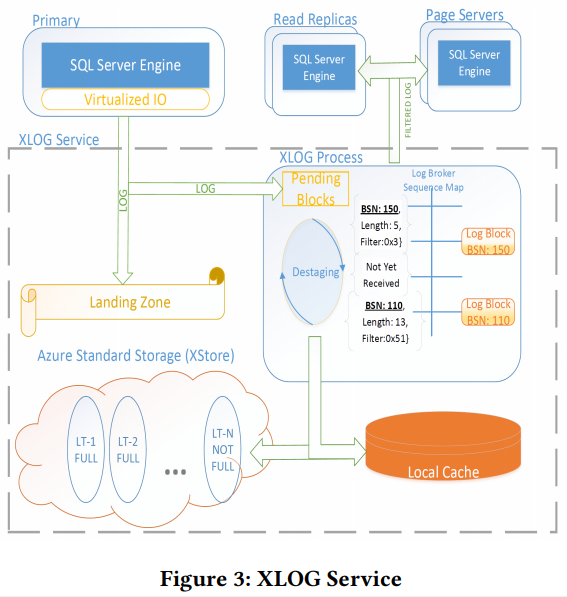 Primary
SQL Server Engine
Virtualized IO
Read Replicas
SQL Server
Engine
Page Servers
SQL Server
Engine
FILTERED LOG
XLOG Service
LOG
LOG
XLOG Process
Pending
Blocks
Destaging
Log Broker
Sequence Map
BSN: 150,
Length: 5,
Filter:0x3}
Not Yet
Received
BSN: 110,
Length: 13,
Filter:0x51}
Log Block
BSN: 150
Log Block
BSN: 110
Landing Zone
Azure Standard Storage (XStore)
LT-1
FULL
LT-2
FULL
...
LT-N
NOT
FULL
Local Cache
Figure 3: XLOG Service